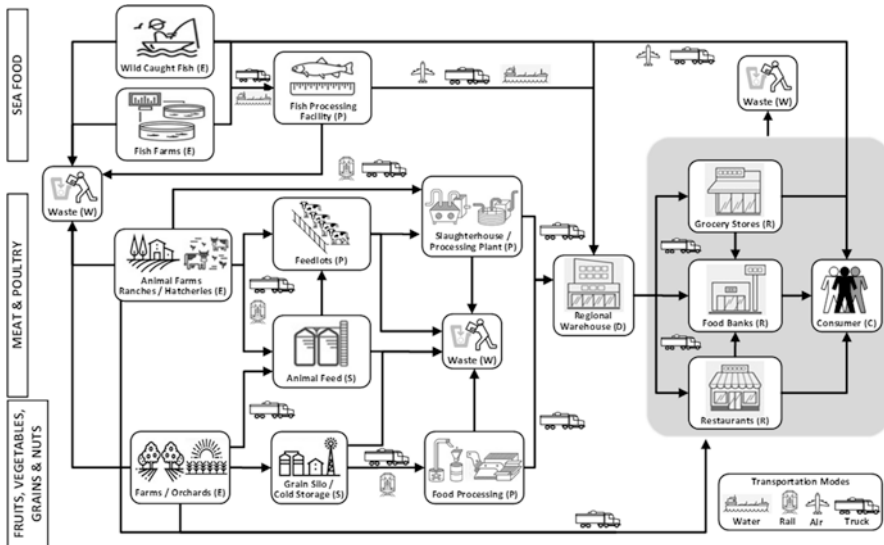 SEA FOOD
Wild Caught Fish (E)
Fish Farms (E)
Fish Processing
Facility (P)
Waste (W)
Waste (W)
MEAT & POULTRY
Animal Farms
Ranches / Hatcheries (E)
Feedlots (P)
Animal Feed (S)
Slaughterhouse /
Processing Plant (P)
Waste (W)
Regional
Warehouse (D)
Grocery Stores (R)
Food Banks (R)
Restaurants (R)
Consumer (C)
FRUITS, VEGETABLES,
GRAINS & NUTS
Farms / Orchards (E)
Grain Silo /
Cold Storage (S)
Food Processing (P)
Transportation Modes
Water
Rail
Air
Truck